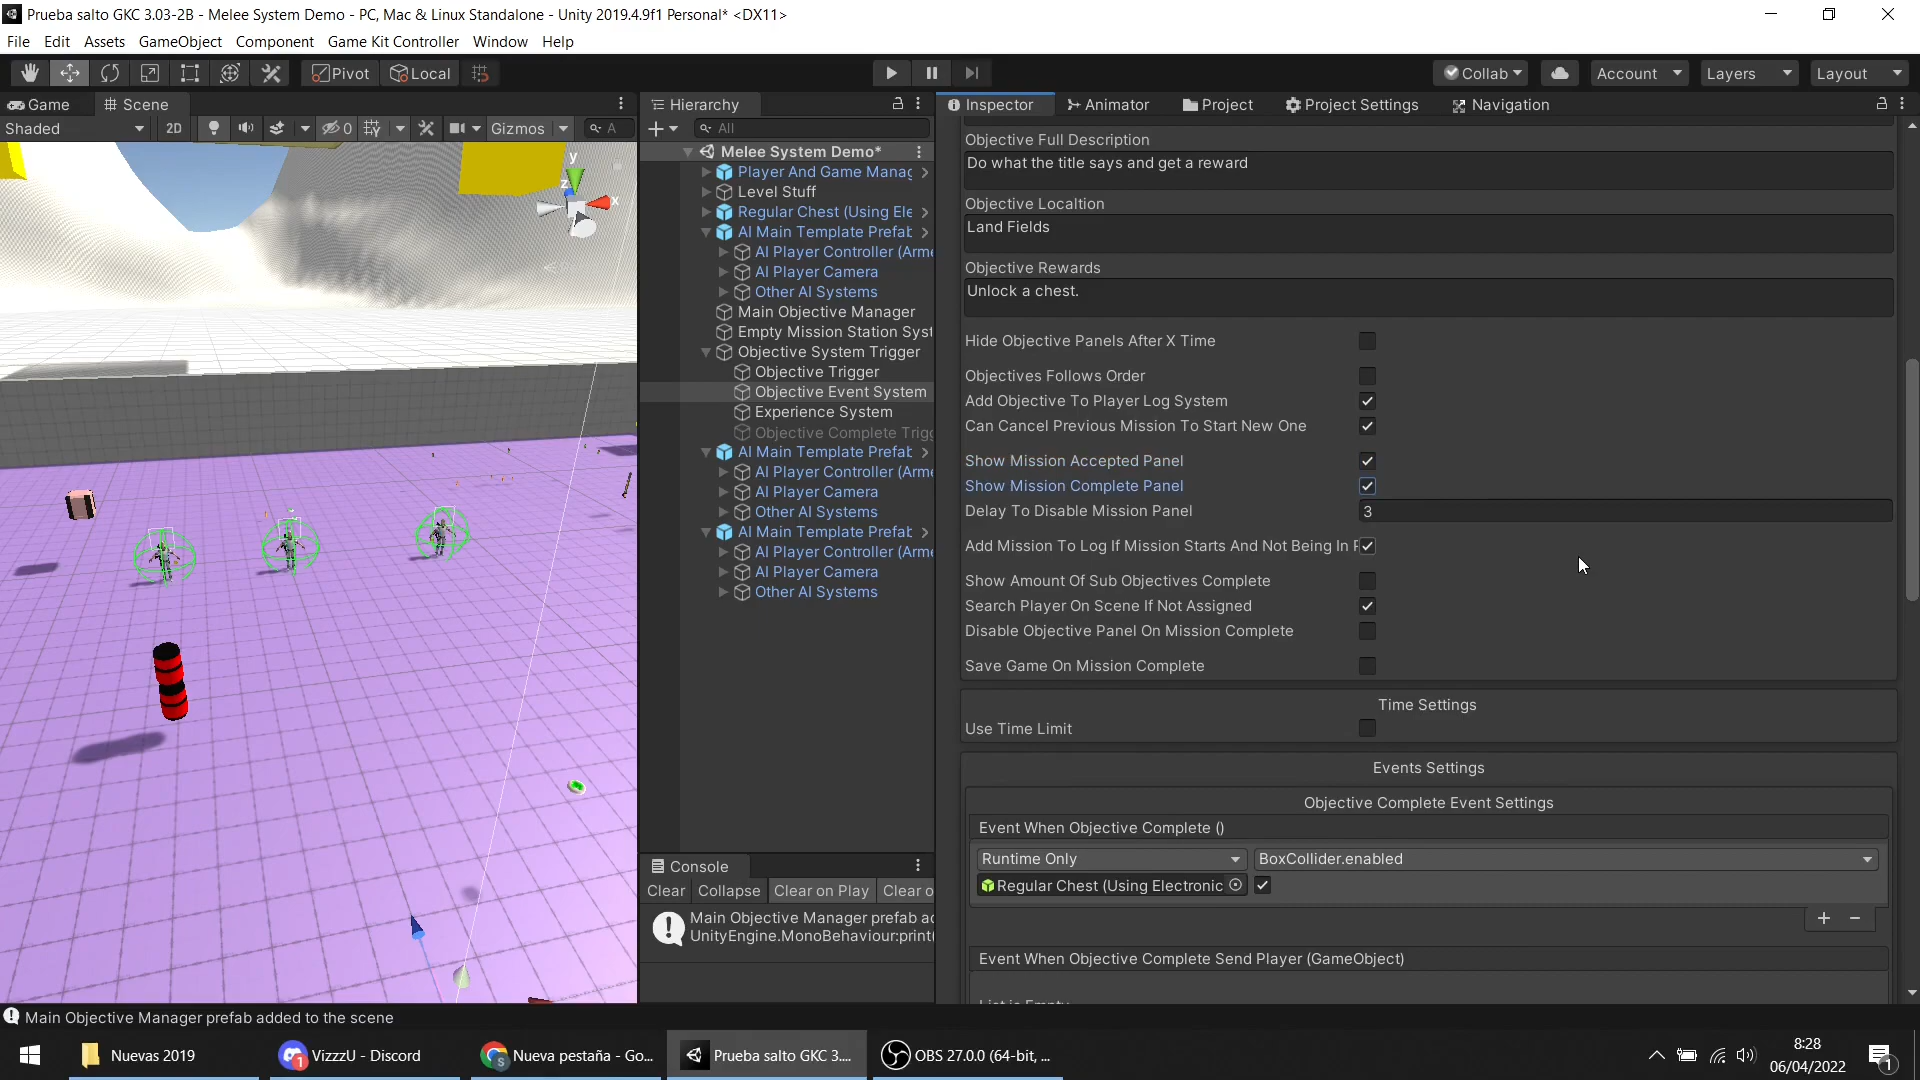 Prueba salto GKC 3.03-2B - Melee System Demo - PC, Mac & Linux Standalone - Unity 2019.4.9f1 Personal* <DX11>
File Edit Assets GameObject Component Game Kit Controller Window Help
Pivot Local Collab Account Layers Layout
Game Scene
Shaded 2D 0 Gizmos A
y z x
Hierarchy
All
Melee System Demo*
Player And Game Manag
Level Stuff
Regular Chest (Using Ele
AI Main Template Prefab
AI Player Controller (Arme
AI Player Camera
Other AI Systems
Main Objective Manager
Empty Mission Station Syst
Objective System Trigger
Objective Trigger
Objective Event System
Experience System
Objective Complete Trigg
AI Main Template Prefab
AI Player Controller (Arme
AI Player Camera
Other AI Systems
AI Main Template Prefab
AI Player Controller (Arme
AI Player Camera
Other AI Systems
Console
Clear Collapse Clear on Play Clear o
Main Objective Manager prefab ad
UnityEngine.MonoBehaviour:print(
Inspector Animator Project Project Settings Navigation
Objective Full Description
Do what the title says and get a reward
Objective Localtion
Land Fields
Objective Rewards
Unlock a chest.
Hide Objective Panels After X Time
Objectives Follows Order
Add Objective To Player Log System
Can Cancel Previous Mission To Start New One
Show Mission Accepted Panel
Show Mission Complete Panel
Delay To Disable Mission Panel 3
Add Mission To Log If Mission Starts And Not Being In P
Show Amount Of Sub Objectives Complete
Search Player On Scene If Not Assigned
Disable Objective Panel On Mission Complete
Save Game On Mission Complete
Time Settings
Use Time Limit
Events Settings
Objective Complete Event Settings
Event When Objective Complete ()
Runtime Only BoxCollider.enabled
Regular Chest (Using Electronic
Event When Objective Complete Send Player (GameObject)
List is Empty
Main Objective Manager prefab added to the scene
Nuevas 2019 1 VizzzU - Discord S Nueva pestaña - Go... Prueba salto GKC 3.... OBS 27.0.0 (64-bit, ...
8:28
06/04/2022
1